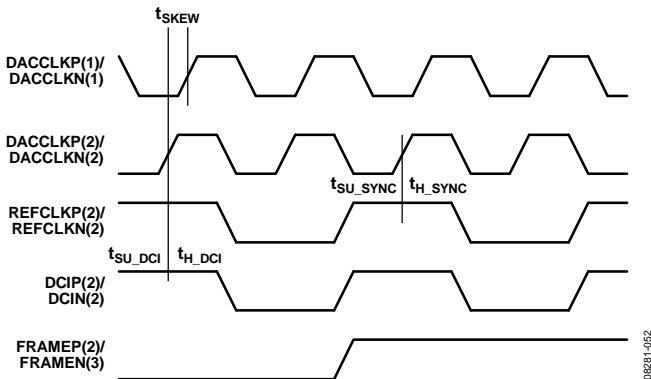 tSKEW
DACCLKP(1)/
DACCLKN(1)
DACCLKP(2)/
DACCLKN(2)
tSU_SYNC tH_SYNC
REFCLKP(2)/
REFCLKN(2)
tSU_DCI tH_DCI
DCIP(2)/
DCIN(2)
FRAMEP(2)/
FRAMEN(3)
08281-052